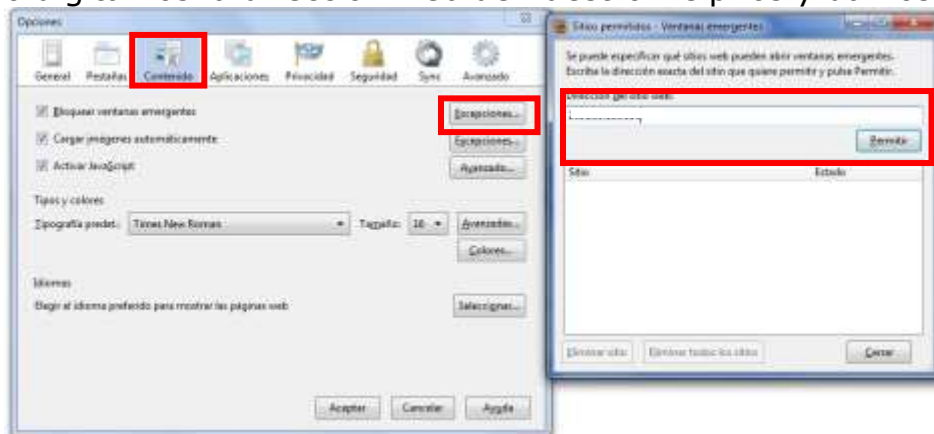 Opciones
General Pestañas Contenido Aplicaciones Privacidad Seguridad Sync Avanzado
Bloquear ventanas emergentes Excepciones...
Cargar imágenes automáticamente Excepciones...
Activar JavaScript Avanzado...
Tipos y colores
Tipografía predet.: Times New Roman Tamaño: 16 Avanzadas...
Colores...
Idiomas
Elegir el idioma preferido para mostrar las páginas web Seleccionar...
Aceptar Cancelar Ayuda
Sitios permitidos - Ventanas emergentes
Se puede especificar qué sitios web pueden abrir ventanas emergentes.
Escriba la dirección exacta del sitio que quiere permitir y pulse Permitir.
Dirección del sitio web:
Permitir
Sitio Estado
Eliminar sitio Eliminar todos los sitios Cerrar